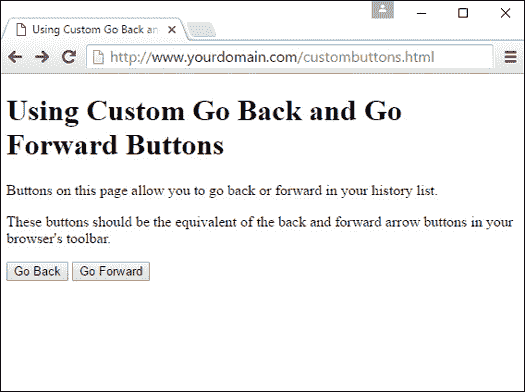 Using Custom Go Back an
http://www.yourdomain.com/custombuttons.html
Using Custom Go Back and Go
Forward Buttons
Buttons on this page allow you to go back or forward in your history list.
These buttons should be the equivalent of the back and forward arrow buttons in your
browser's toolbar.
Go Back Go Forward